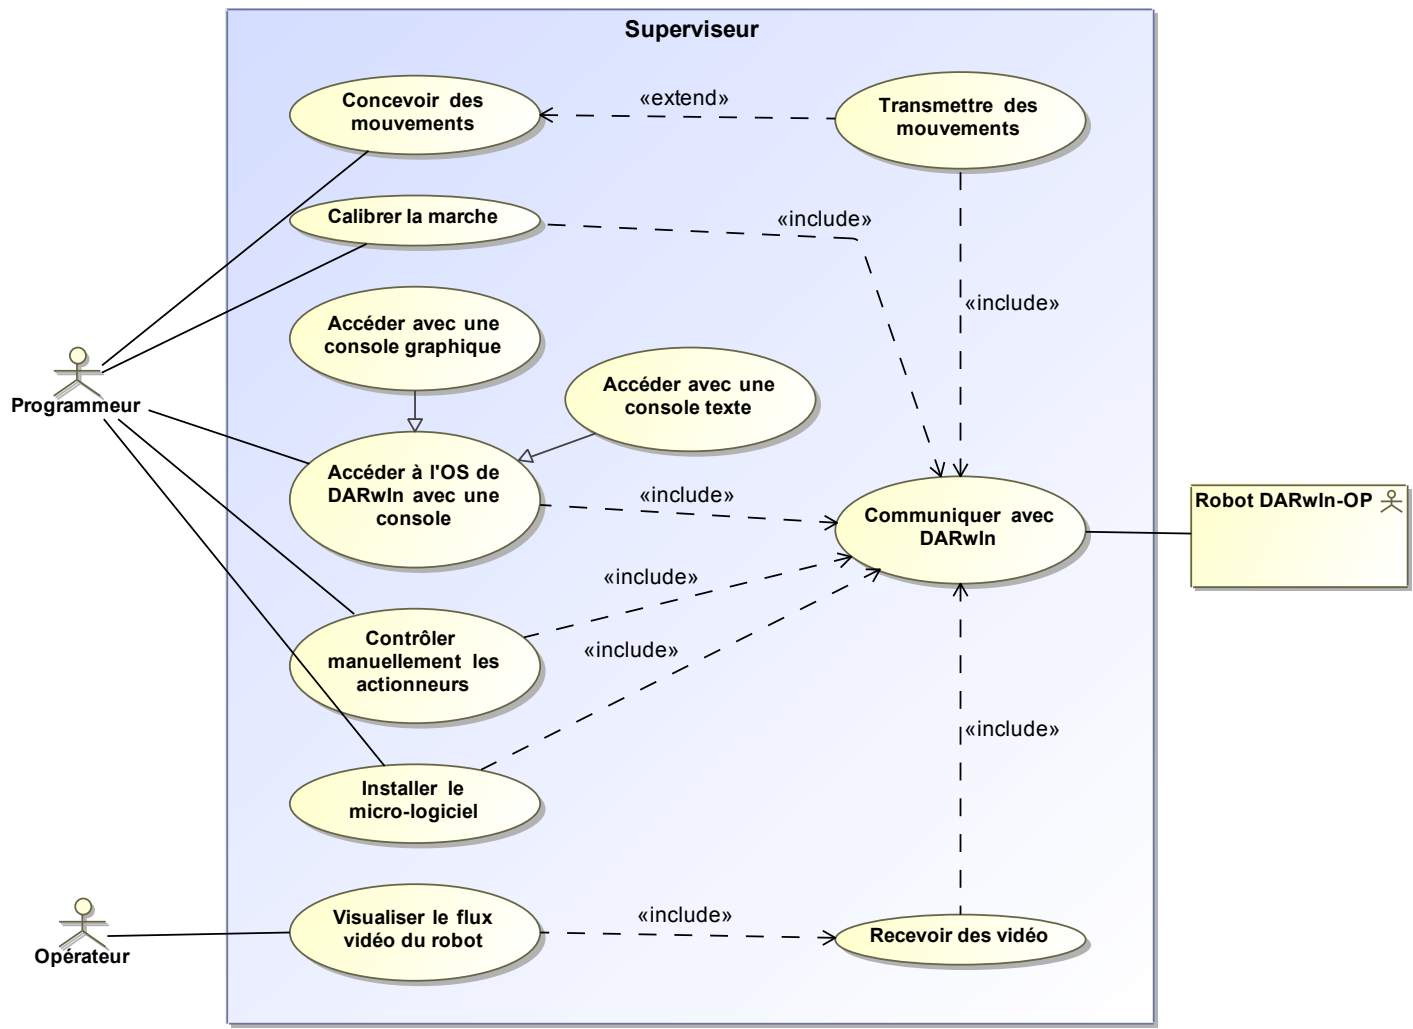 Superviseur
Concevoir des
mouvements
«extend»
Transmettre des
mouvements
Calibrer la marche
«include»
«include»
Accéder avec une
console graphique
Accéder avec une
console texte
Programmeur
Accéder à l'OS de
DARwIn avec une
console
«include»
Communiquer avec
DARwIn
Robot DARwIn-OP
«include»
Contrôler
manuellement les
actionneurs
«include»
«include»
Installer le
micro-logiciel
Opérateur
Visualiser le flux
vidéo du robot
«include»
Recevoir des vidéo